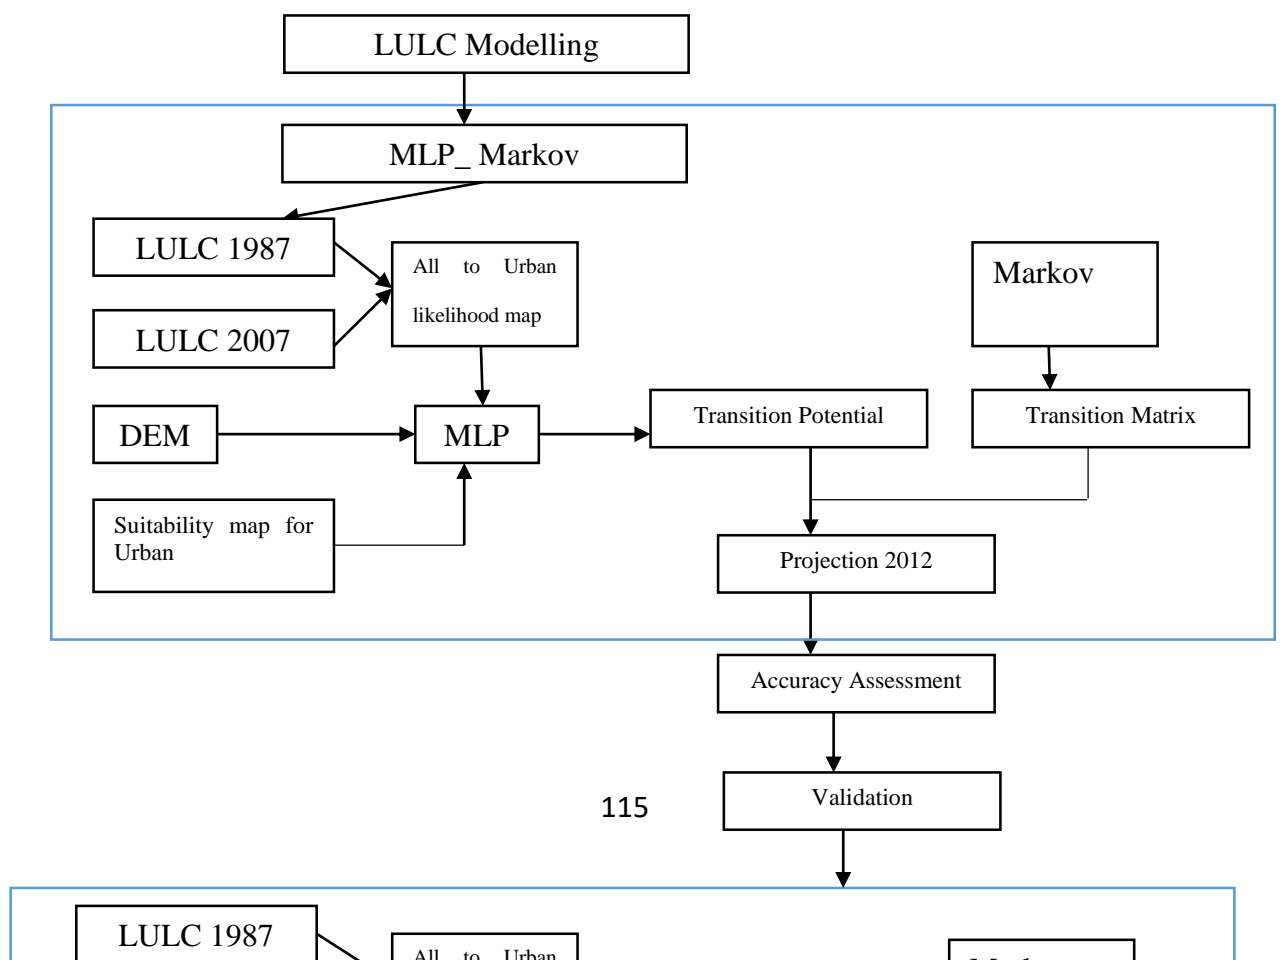 LULC Modelling
MLP_ Markov
LULC 1987
All to Urban
likelihood map
Markov
LULC 2007
DEM
MLP
Transition Potential
Transition Matrix
Suitability map for
Urban
Projection 2012
Accuracy Assessment
Validation
115
LULC 1987
All to Urban